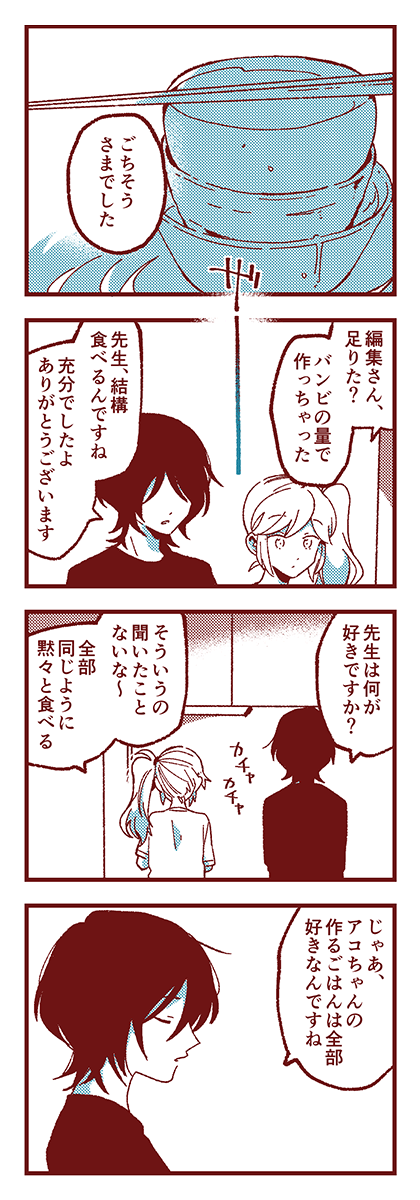 ごちそう
さまでした
ジャー
編集さん、
足りた？
バンビの量で
作っちゃった
先生、結構
食べるんですね
充分でしたよ
ありがとうございます
先生は何が
好きですか？
そういうの
聞いたこと
ないな〜
全部
同じように
黙々と食べる
カチャ
カチャ
じゃあ、
アコちゃんの
作るごはんは全部
好きなんですね